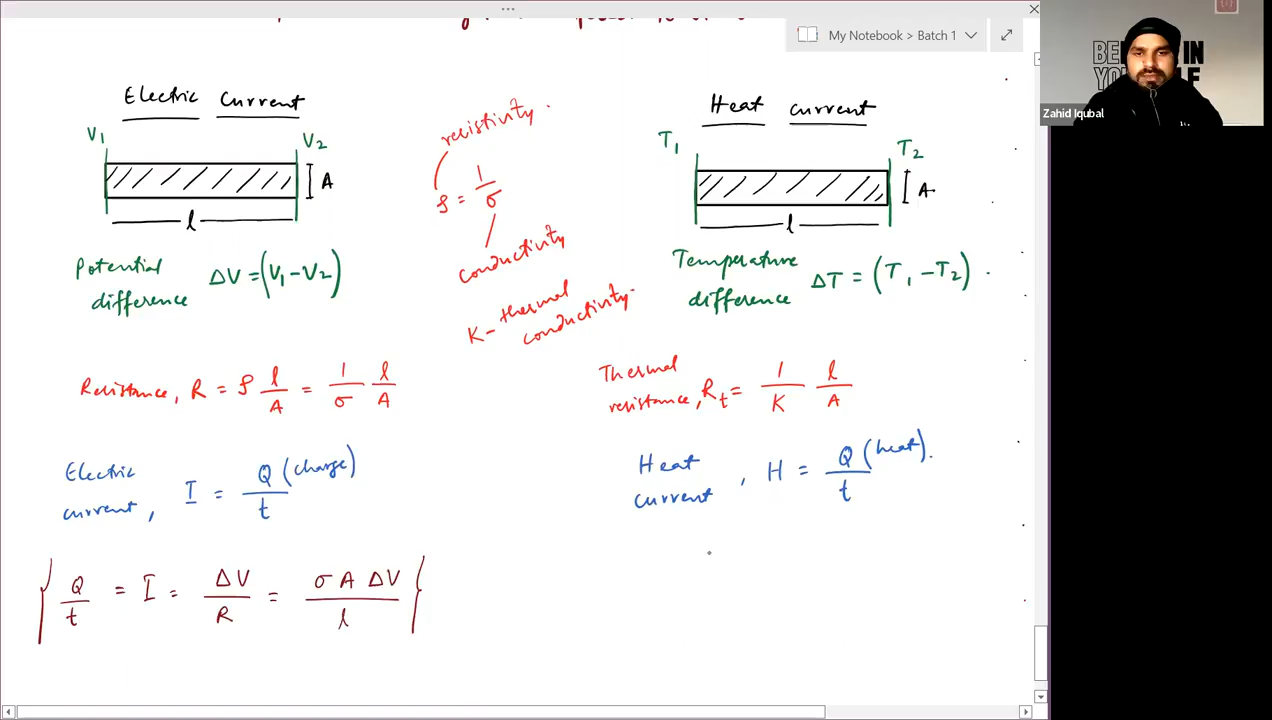 My Notebook > Batch 1
Zahid Iqubal
Electric Current
V₁ V₂
A
l
Potential difference ΔV = (V₁ – V₂)
resistivity.
ρ = 1/σ
conductivity
K – thermal conductivity.
Heat current
T₁ T₂
A
l
Temperature difference ΔT = (T₁ – T₂) .
Resistance, R = ρ l/A = 1/σ l/A
Thermal resistance, Rt = 1/K l/A
Electric current, I = Q (charge)/t
Heat current, H = Q (heat)./t
{ Q/t = I = ΔV/R = σ A ΔV/l }